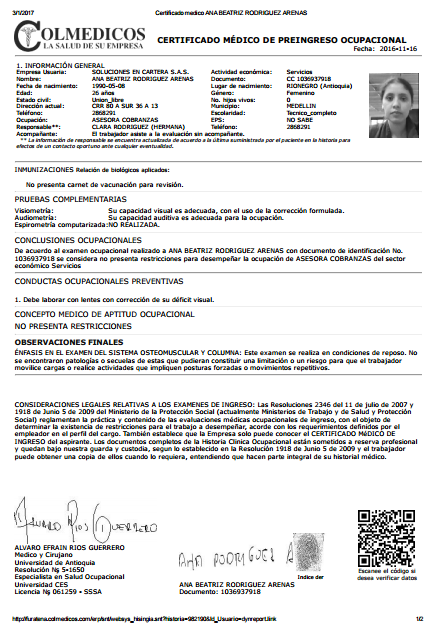 3/1/2017 Certificado medico ANA BEATRIZ RODRIGUEZ ARENAS
COLMEDICOS
LA SALUD DE SU EMPRESA
CERTIFICADO MÉDICO DE PREINGRESO OCUPACIONAL
Fecha: 2016-11-16
1. INFORMACIÓN GENERAL
Empresa Usuaria: SOLUCIONES EN CARTERA S.A.S. Actividad económica: Servicios
Nombre: ANA BEATRIZ RODRIGUEZ ARENAS Documento: CC 1036937918
Fecha de nacimiento: 1990-05-08 Lugar de nacimiento: RIONEGRO (Antioquia)
Edad: 26 años Género: Femenino
Estado civil: Union_libre No. hijos vivos: 0
Dirección actual: CRR 80 A SUR 36 A 13 Municipio: MEDELLIN
Teléfono: 2868291 Escolaridad: Tecnico_completo
Ocupación: ASESORA COBRANZAS EPS: NO SABE
Responsable**: CLARA RODRIGUEZ (HERMANA) Teléfono: 2868291
Acompañante: El trabajador asiste a la evaluación sin acompañante.
** La información de responsable se encuentra actualizada de acuerdo a la última suministrada por el paciente en la historia para
efectos de un contacto oportuno ante cualquier eventualidad.
INMUNIZACIONES Relación de biológicos aplicados:
No presenta carnet de vacunación para revisión.
PRUEBAS COMPLEMENTARIAS
Visiometría: Su capacidad visual es adecuada, con el uso de la corrección formulada.
Audiometría: Su capacidad auditiva es adecuada para la ocupación.
Espirometría computarizada: NO REALIZADA.
CONCLUSIONES OCUPACIONALES
De acuerdo al examen ocupacional realizado a ANA BEATRIZ RODRIGUEZ ARENAS con documento de identificación No.
1036937918 se considera no presenta restricciones para desempeñar la ocupación de ASESORA COBRANZAS del sector
económico Servicios
CONDUCTAS OCUPACIONALES PREVENTIVAS
1. Debe laborar con lentes con corrección de su déficit visual.
CONCEPTO MEDICO DE APTITUD OCUPACIONAL
NO PRESENTA RESTRICCIONES
OBSERVACIONES FINALES
ÉNFASIS EN EL EXAMEN DEL SISTEMA OSTEOMUSCULAR Y COLUMNA: Este examen se realiza en condiciones de reposo. No
se encontraron patologías o secuelas de estas que pudieran constituir una limitación o un riesgo para que el trabajador
movilice cargas o realice actividades que impliquen posturas forzadas o movimientos repetitivos.
CONSIDERACIONES LEGALES RELATIVAS A LOS EXAMENES DE INGRESO: Las Resoluciones 2346 del 11 de julio de 2007 y
1918 de Junio 5 de 2009 del Ministerio de la Protección Social (actualmente Ministerios de Trabajo y de Salud y Protección
Social) reglamentan la práctica y contenido de las evaluaciones médicas ocupacionales de ingreso, con el objeto de
determinar la existencia de restricciones para el trabajo a desempeñar, acorde con los requerimientos definidos por el
empleador en el perfil del cargo. También establece que la Empresa solo puede conocer el CERTIFICADO MéDICO DE
INGRESO del aspirante. Los documentos completos de la Historia Clínica Ocupacional están sometidos a reserva profesional
y quedan bajo nuestra guarda y custodia, segun lo establecido en la Resolución 1918 de Junio 5 de 2009 y el trabajador
puede obtener una copia de ellos cuando lo requiera, entendiendo que hacen parte integral de su historial médico.
ALVARO RIOS GUERRERO
ALVARO EFRAIN RIOS GUERRERO
Medico y Cirujano
Universidad de Antioquia
Resolución Nş 5-1650
Especialista en Salud Ocupacional
Universidad CES
Licencia Nş 061259 - SSSA
ANA RODRIGUEZ A
Indice der
ANA BEATRIZ RODRIGUEZ ARENAS
Documento: 1036937918
Escanee el código si
desea verificar datos
1/2